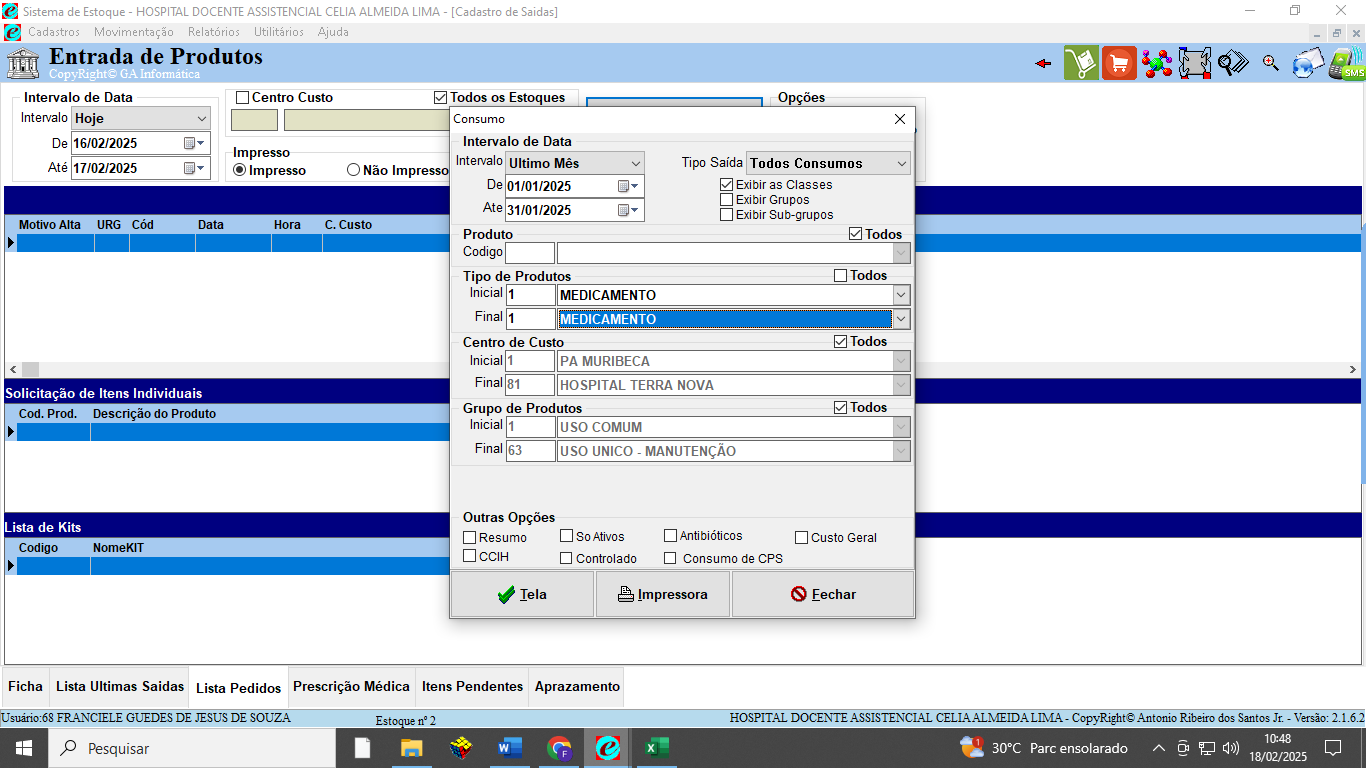 Sistema de Estoque - HOSPITAL DOCENTE ASSISTENCIAL CELIA ALMEIDA LIMA - [Cadastro de Saidas]
Cadastros Movimentação Relatórios Utilitários Ajuda
Entrada de Produtos
CopyRight© GA Informática
SMS
Intervalo de Data
Intervalo Hoje
De 16/02/2025
Até 17/02/2025
Centro Custo Todos os Estoques
Impresso
Impresso Não Impresso
Opções
Motivo Alta URG Cód Data Hora C. Custo
Solicitação de Itens Individuais
Cod. Prod. Descrição do Produto
Lista de Kits
Codigo NomeKIT
Consumo
Intervalo de Data
Intervalo Ultimo Mês Tipo Saída Todos Consumos
De 01/01/2025 Exibir as Classes
Exibir Grupos
Ate 31/01/2025 Exibir Sub-grupos
Produto Todos
Codigo
Tipo de Produtos Todos
Inicial 1 MEDICAMENTO
Final 1 MEDICAMENTO
Centro de Custo Todos
Inicial 1 PA MURIBECA
Final 81 HOSPITAL TERRA NOVA
Grupo de Produtos Todos
Inicial 1 USO COMUM
Final 63 USO UNICO - MANUTENÇÃO
Outras Opções
Resumo So Ativos Antibióticos Custo Geral
CCIH Controlado Consumo de CPS
Tela Impressora Fechar
Ficha Lista Ultimas Saidas Lista Pedidos Prescrição Médica Itens Pendentes Aprazamento
Usuário:68 FRANCIELE GUEDES DE JESUS DE SOUZA Estoque nº 2 HOSPITAL DOCENTE ASSISTENCIAL CELIA ALMEIDA LIMA - CopyRight© Antonio Ribeiro dos Santos Jr. - Versão: 2.1.6.2
Pesquisar 30°C Parc ensolarado 10:48
18/02/2025